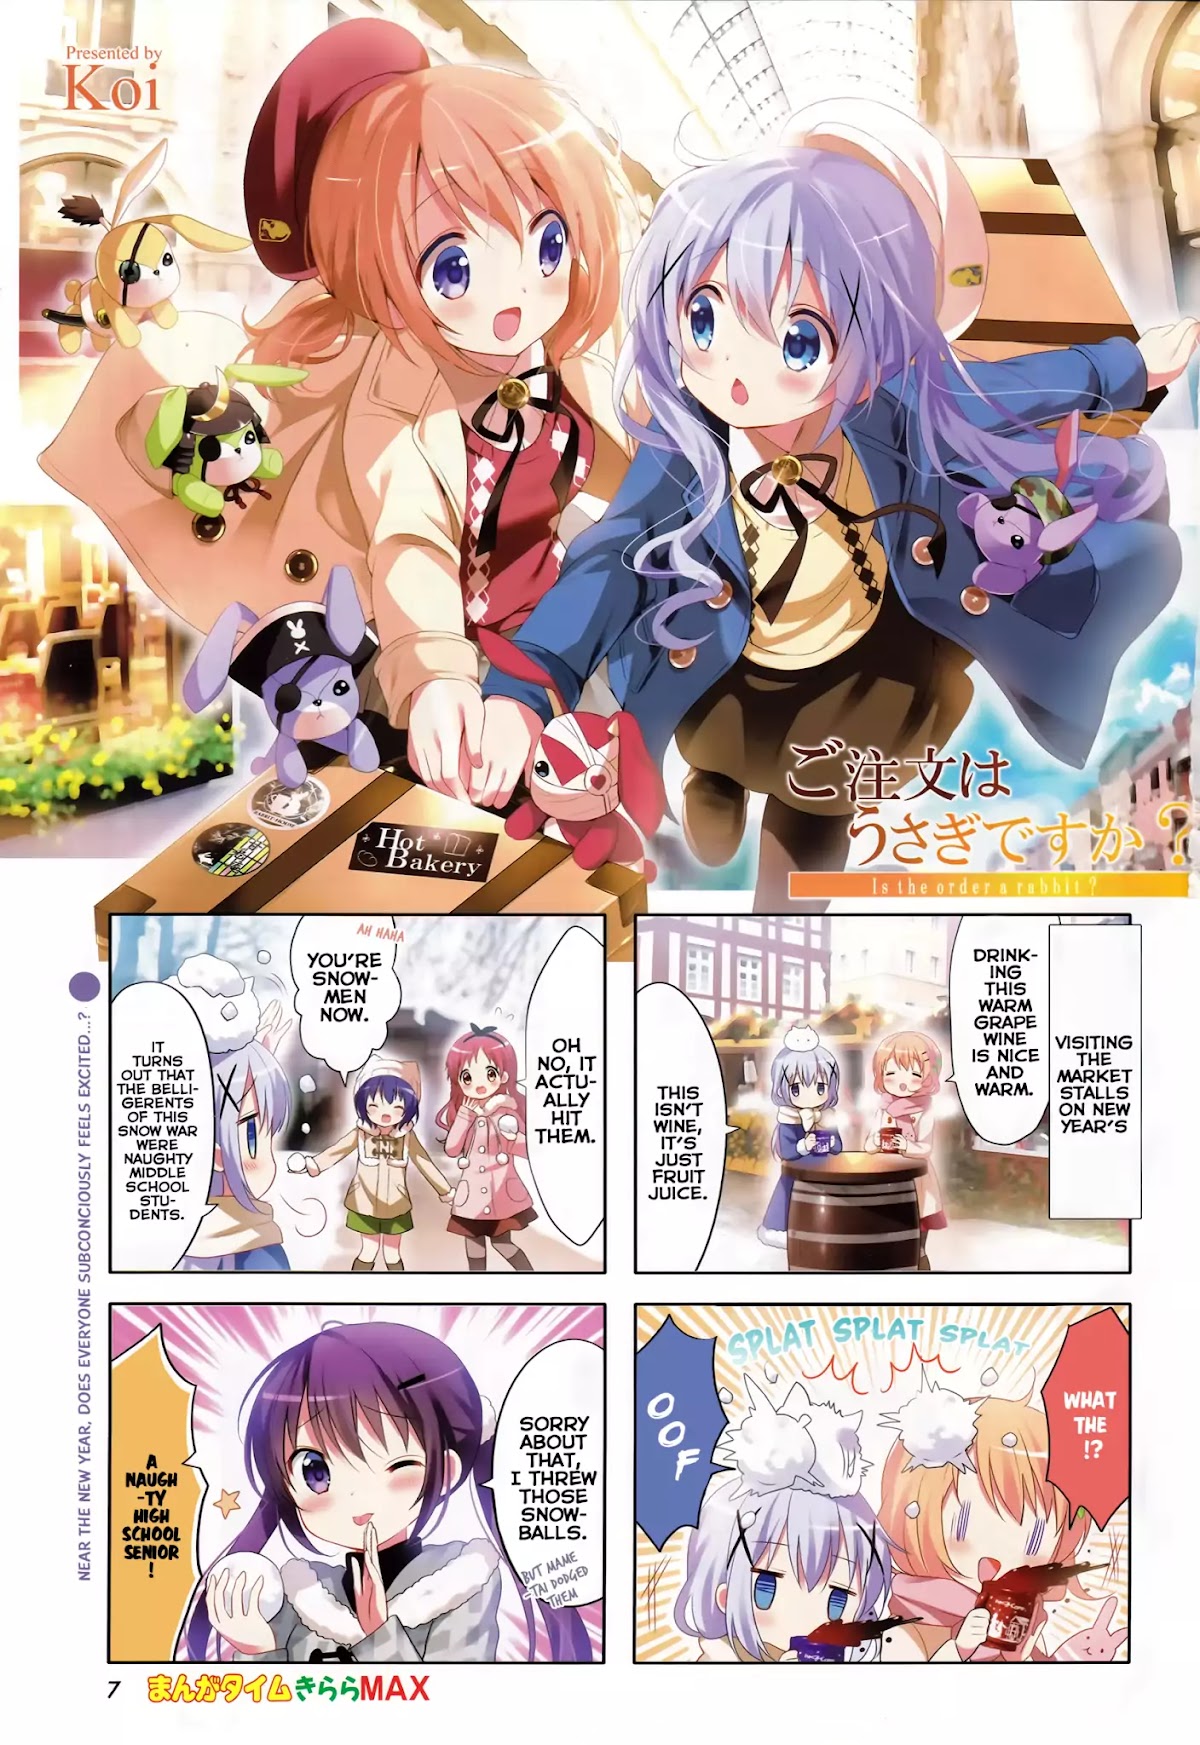 Presented by
Koi
RABBIT HOUSE
Hot
Bakery
ご注文は
うさぎですか?
Is the order a rabbit?
VISITING
THE
MARKET
STALLS
ON NEW
YEAR'S
DRINK-
ING
THIS
WARM
GRAPE
WINE
IS NICE
AND
WARM.
THIS
ISN'T
WINE,
IT'S
JUST
FRUIT
JUICE.
WHAT
THE
!?
SPLAT SPLAT SPLAT
OOF
OH
NO, IT
ACTU-
ALLY
HIT
THEM.
AH HAHA
YOU'RE
SNOW-
MEN
NOW.
IT
TURNS
OUT THAT
THE BELLI-
GERENTS
OF THIS
SNOW WAR
WERE
NAUGHTY
MIDDLE
SCHOOL
STU-
DENTS.
SORRY
ABOUT
THAT,
I THREW
THOSE
SNOW-
BALLS.
BUT MAME
-TAI DODGED
THEM
A
NAUGH
-TY
HIGH
SCHOOL
SENIOR
!
NEAR THE NEW YEAR, DOES EVERYONE SUBCONCIOUSLY FEELS EXCITED...?
7
まんがタイムきららMAX